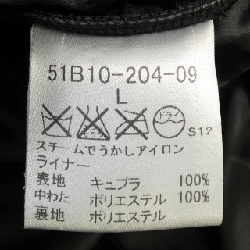 51B10-204-09
L
ドライ
S12
スチームでうかしアイロン
ライナー
表地 キュプラ 100%
中わた ポリエステル 100%
裏地 ポリエステル